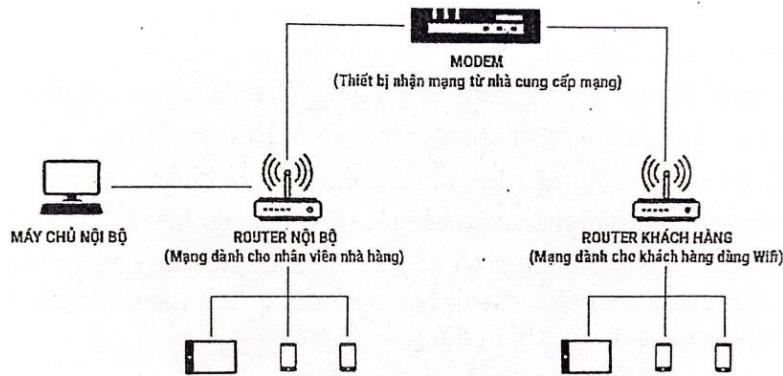 MODEM
(Thiết bị nhận mạng từ nhà cung cấp mạng)
MÁY CHỦ NỘI BỘ
ROUTER NỘI BỘ
(Mạng dành cho nhân viên nhà hàng)
ROUTER KHÁCH HÀNG
(Mạng dành cho khách hàng dùng Wifi)